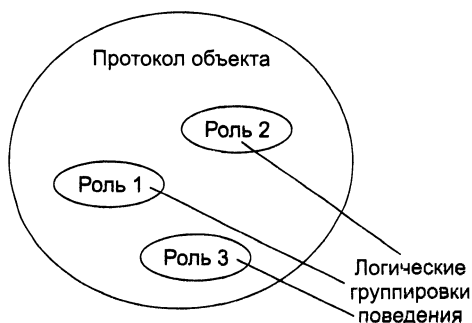 Протокол объекта
Роль 2
Роль 1
Роль 3
Логические
группировки
поведения